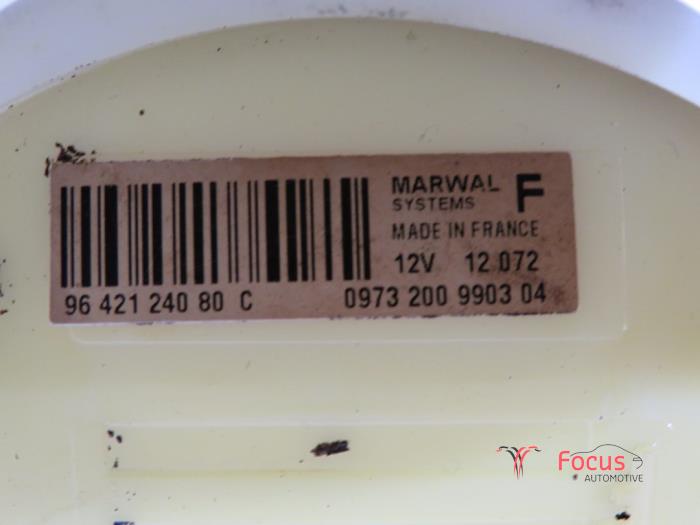 MARWAL F
SYSTEMS
MADE IN FRANCE
12V 12 072
96 421 240 80 C 0973 200 9903 04
Focus
AUTOMOTIVE